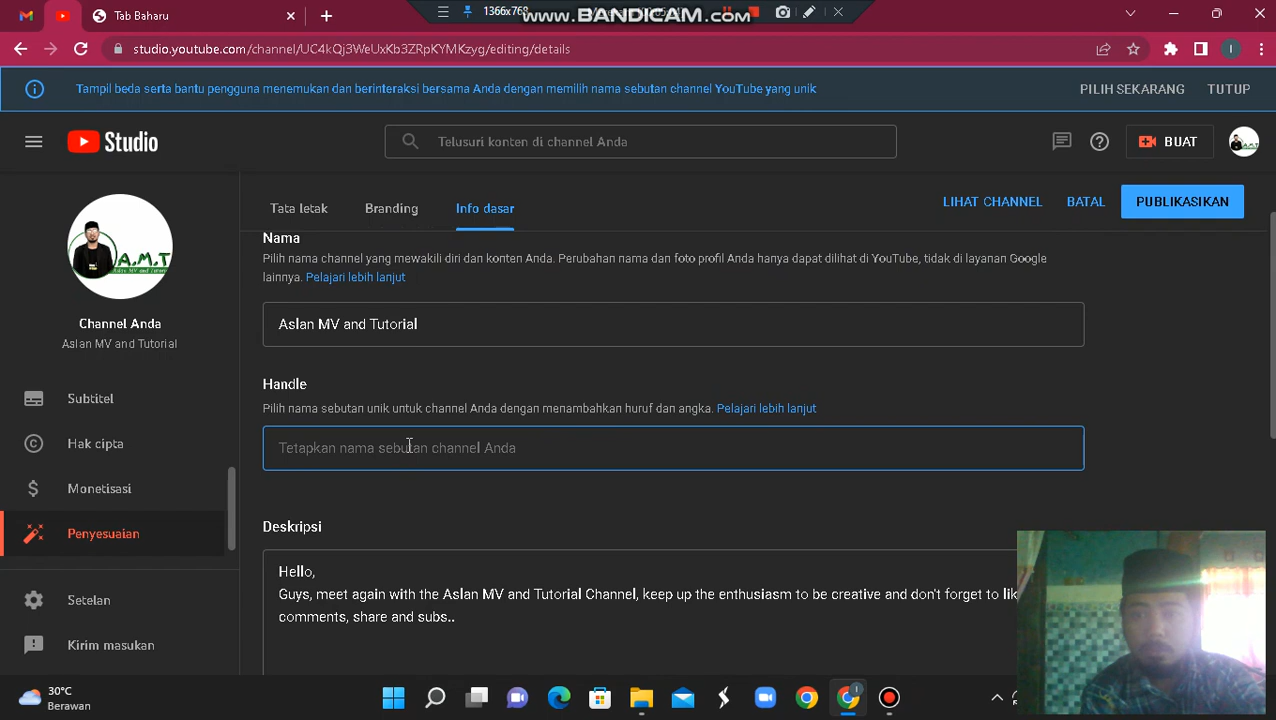 Tab Baharu
1366x768
www.BANDICAM.com
studio.youtube.com/channel/UC4kQj3WeUxKb3ZRpKYMKzyg/editing/details
I
Tampil beda serta bantu pengguna menemukan dan berinteraksi bersama Anda dengan memilih nama sebutan channel YouTube yang unik
PILIH SEKARANG
TUTUP
Studio
Telusuri konten di channel Anda
BUAT
Tata letak
Branding
Info dasar
LIHAT CHANNEL
BATAL
PUBLIKASIKAN
A.M.T
Aslan MV and Tutorial
Channel Anda
Aslan MV and Tutorial
Subtitel
Hak cipta
Monetisasi
Penyesuaian
Setelan
Kirim masukan
Nama
Pilih nama channel yang mewakili diri dan konten Anda. Perubahan nama dan foto profil Anda hanya dapat dilihat di YouTube, tidak di layanan Google
lainnya. Pelajari lebih lanjut
Aslan MV and Tutorial
Handle
Pilih nama sebutan unik untuk channel Anda dengan menambahkan huruf dan angka. Pelajari lebih lanjut
Tetapkan nama sebutan channel Anda
Deskripsi
Hello,
Guys, meet again with the Aslan MV and Tutorial Channel, keep up the enthusiasm to be creative and don't forget to lik
comments, share and subs..
30°C
Berawan